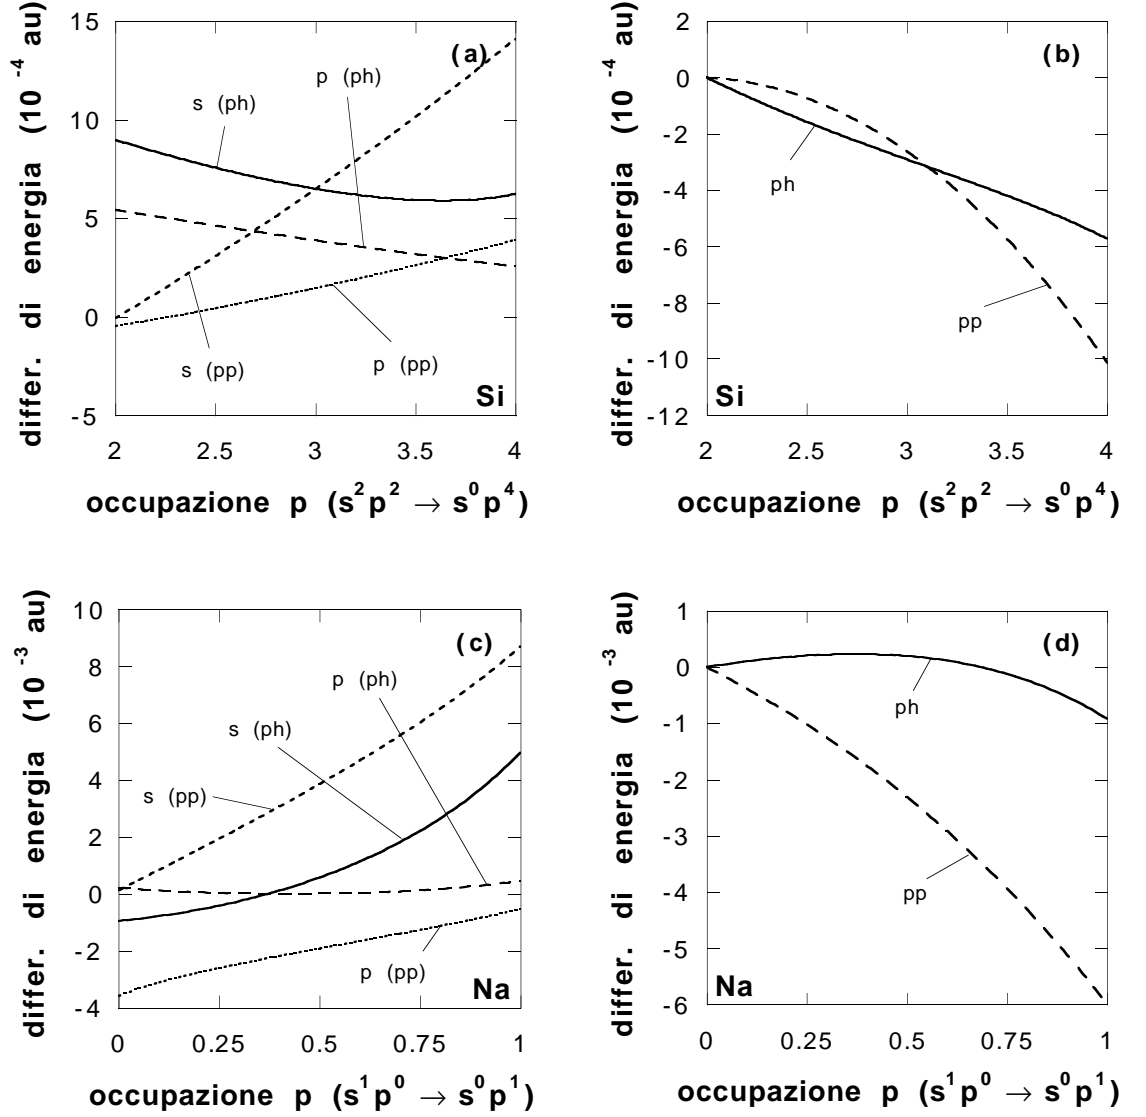 differ. di energia (10 -4 au)
15
10
5
0
-5
(a)
p (ph)
s (ph)
s (pp)
p (pp)
Si
2 2.5 3 3.5 4
occupazione p (s2p2 → s0p4)
differ. di energia (10 -4 au)
2
0
-2
-4
-6
-8
-10
-12
(b)
ph
pp
Si
2 2.5 3 3.5 4
occupazione p (s2p2 → s0p4)
differ. di energia (10 -3 au)
10
8
6
4
2
0
-2
-4
(c)
p (ph)
s (ph)
s (pp)
p (pp)
Na
0 0.25 0.5 0.75 1
occupazione p (s1p0 → s0p1)
differ. di energia (10 -3 au)
1
0
-1
-2
-3
-4
-5
-6
(d)
ph
pp
Na
0 0.25 0.5 0.75 1
occupazione p (s1p0 → s0p1)